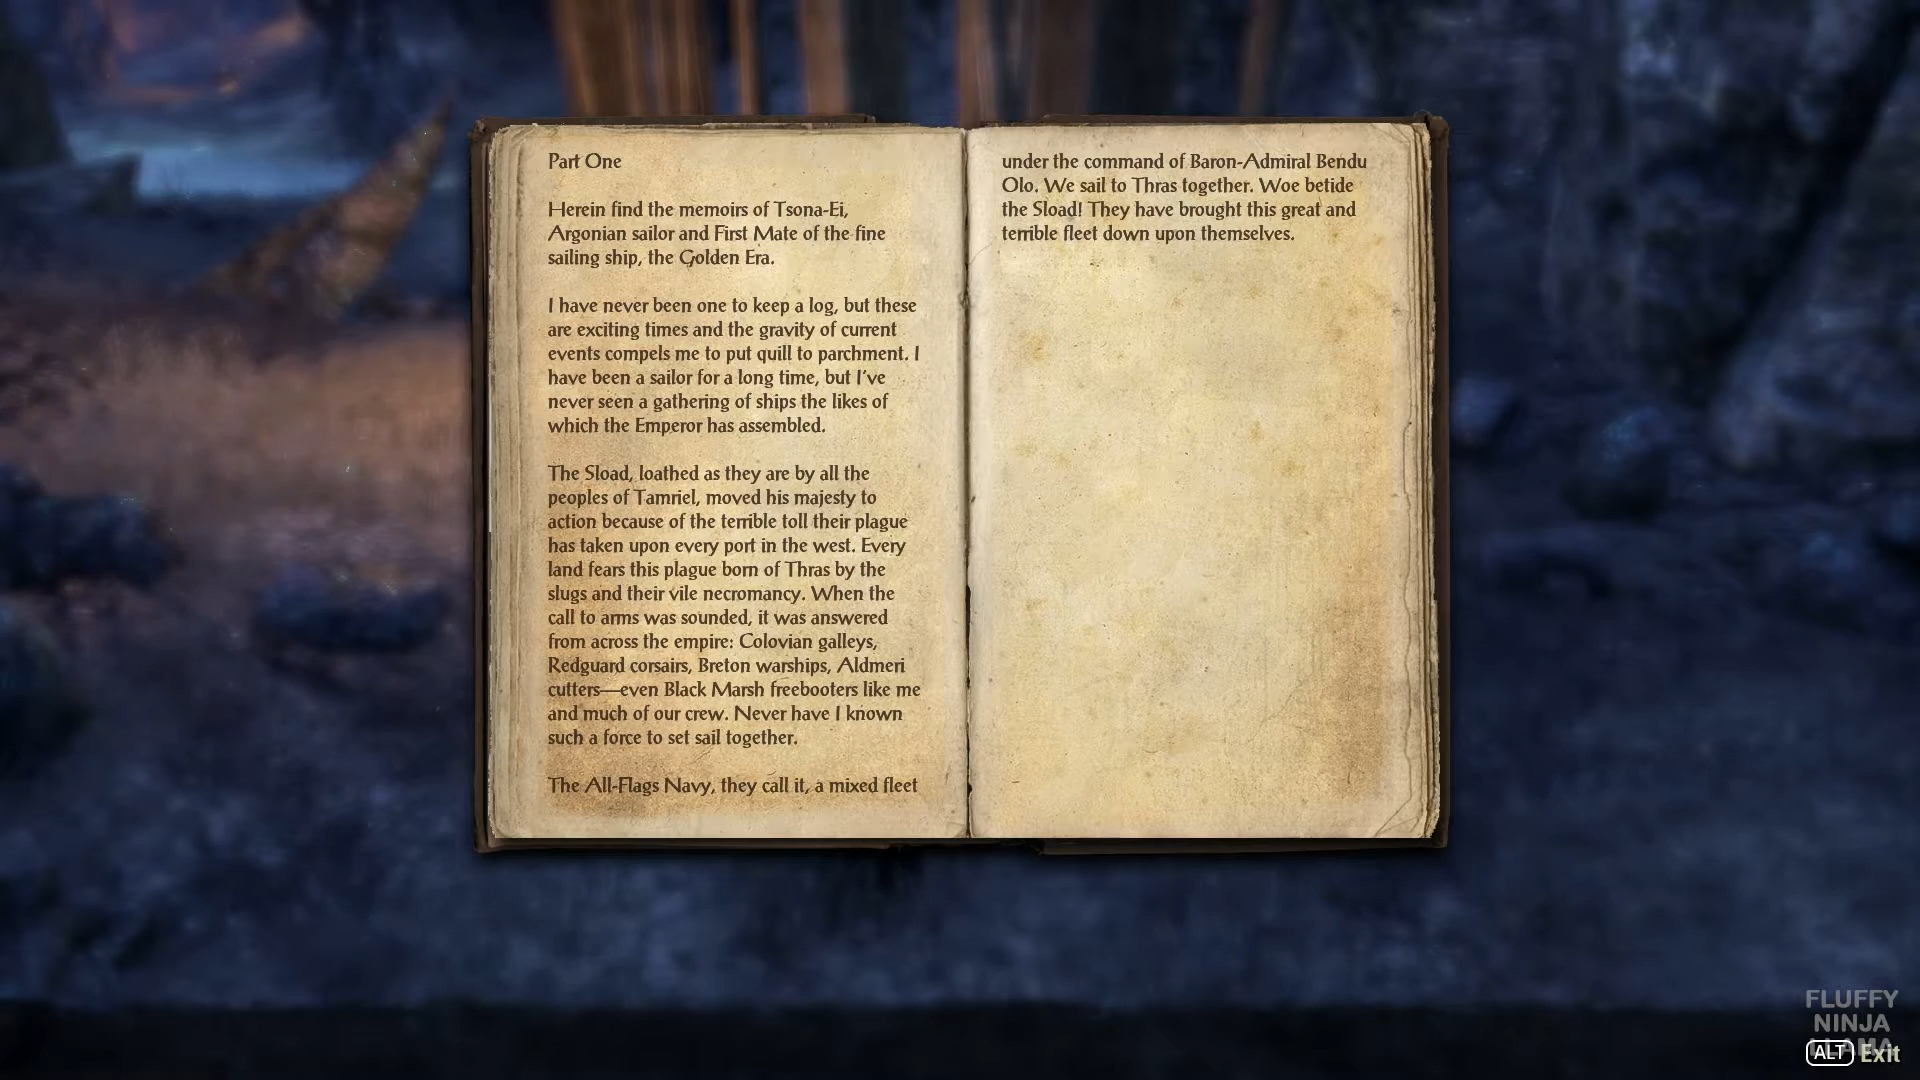 Part One
Herein find the memoirs of Tsona-Ei,
Argonian sailor and First Mate of the fine
sailing ship, the Golden Era.
I have never been one to keep a log, but these
are exciting times and the gravity of current
events compels me to put quill to parchment. I
have been a sailor for a long time, but I've
never seen a gathering of ships the likes of
which the Emperor has assembled.
The Sload, loathed as they are by all the
peoples of Tamriel, moved his majesty to
action because of the terrible toll their plague
has taken upon every port in the west. Every
land fears this plague born of Thras by the
slugs and their vile necromancy. When the
call to arms was sounded, it was answered
from across the empire: Colovian galleys,
Redguard corsairs, Breton warships, Aldmeri
cutters—even Black Marsh freebooters like me
and much of our crew. Never have I known
such a force to set sail together.
The All-Flags Navy, they call it, a mixed fleet
under the command of Baron-Admiral Bendu
Olo. We sail to Thras together. Woe betide
the Sload! They have brought this great and
terrible fleet down upon themselves.
FLUFFY
NINJA
LLAMA
ALT Exit